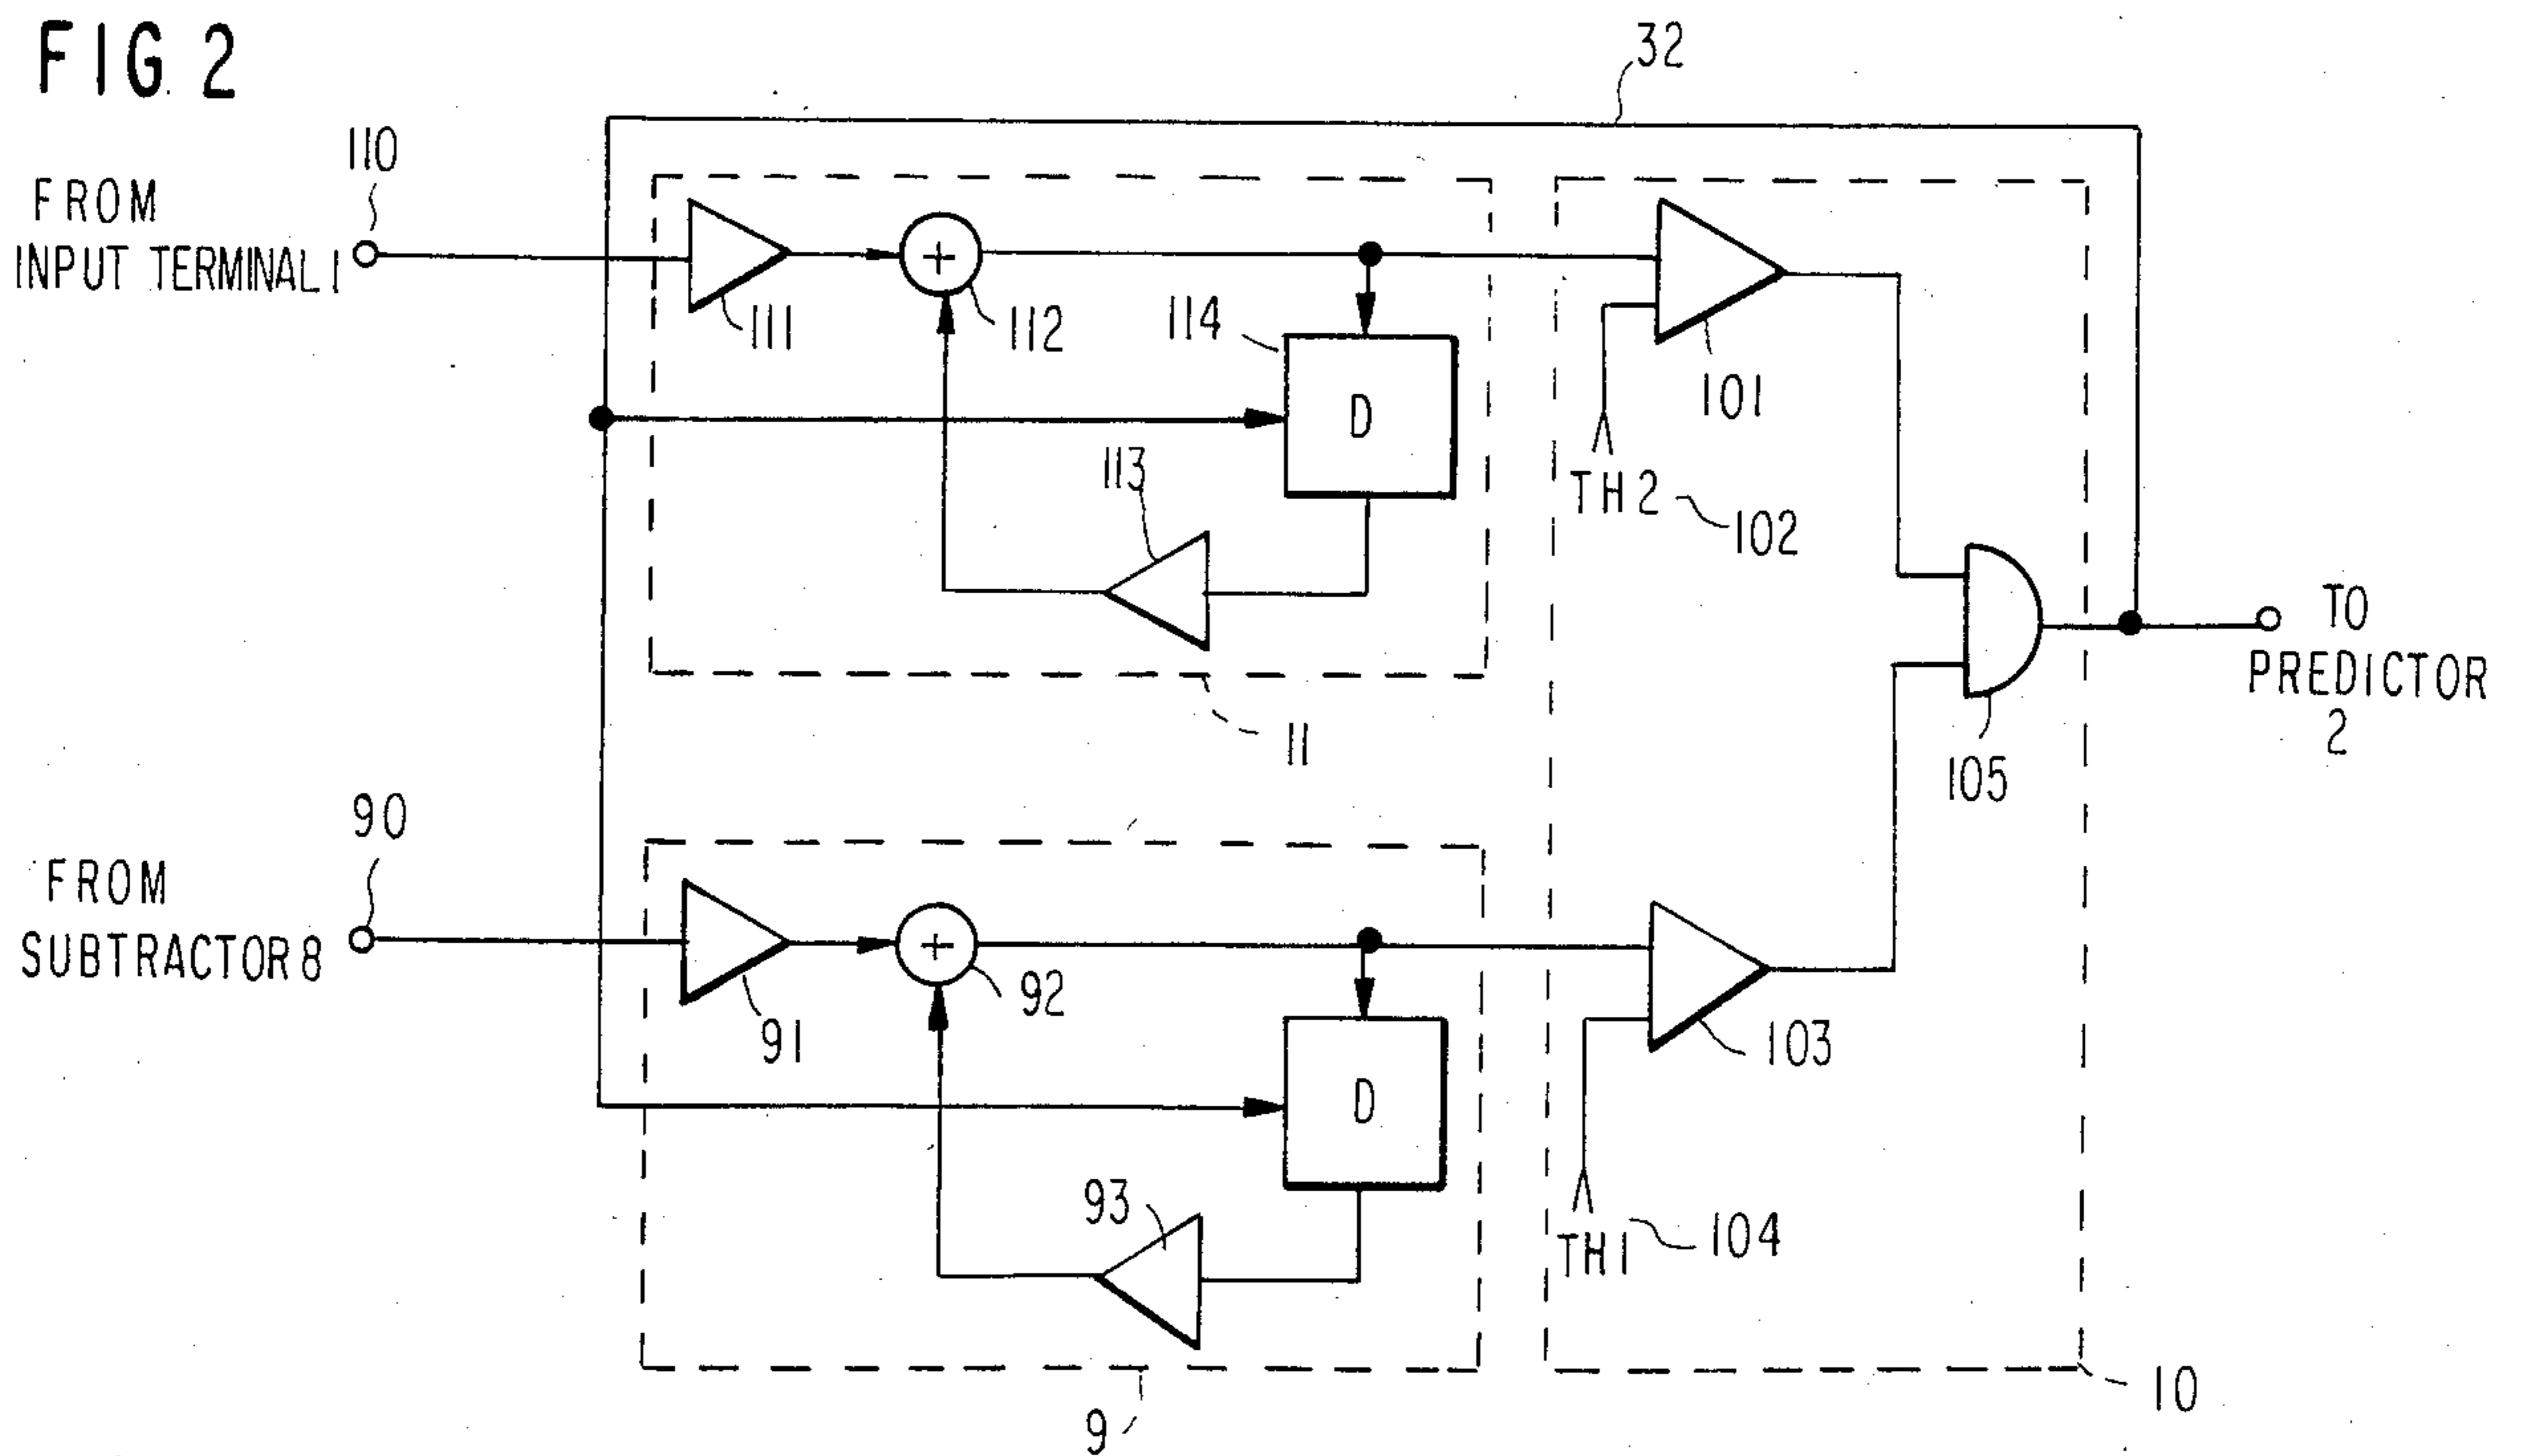 FIG. 2
32
110
FROM
INPUT TERMINAL 1
111
+
112
114
D
113
101
TH2
102
105
TO
PREDICTOR
2
11
90
FROM
SUBTRACTOR 8
91
+
92
D
93
103
TH1
104
9
10